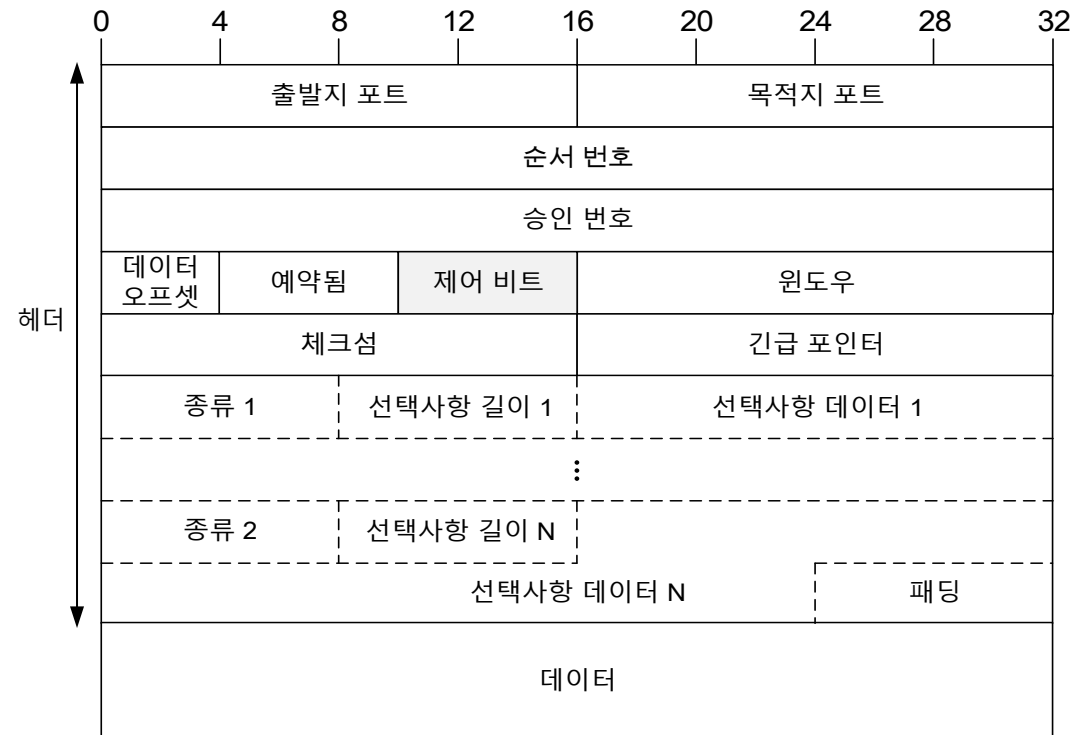 0 4 8 12 16 20 24 28 32
출발지 포트 목적지 포트
순서 번호
승인 번호
데이터
오프셋
예약됨 제어 비트 윈도우
헤더
체크섬 긴급 포인터
종류 1 선택사항 길이 1 선택사항 데이터 1
⋮
종류 2 선택사항 길이 N
선택사항 데이터 N 패딩
데이터